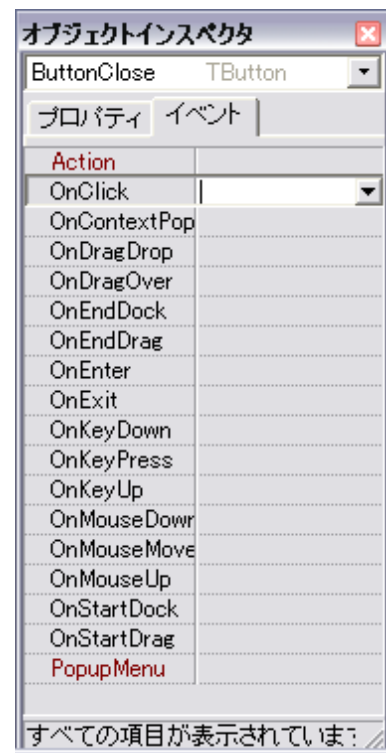 オブジェクトインスペクタ
ButtonClose TButton
プロパティ イベント
Action
OnClick
OnContextPop
OnDragDrop
OnDragOver
OnEndDock
OnEndDrag
OnEnter
OnExit
OnKeyDown
OnKeyPress
OnKeyUp
OnMouseDown
OnMouseMove
OnMouseUp
OnStartDock
OnStartDrag
PopupMenu
すべての項目が表示されています